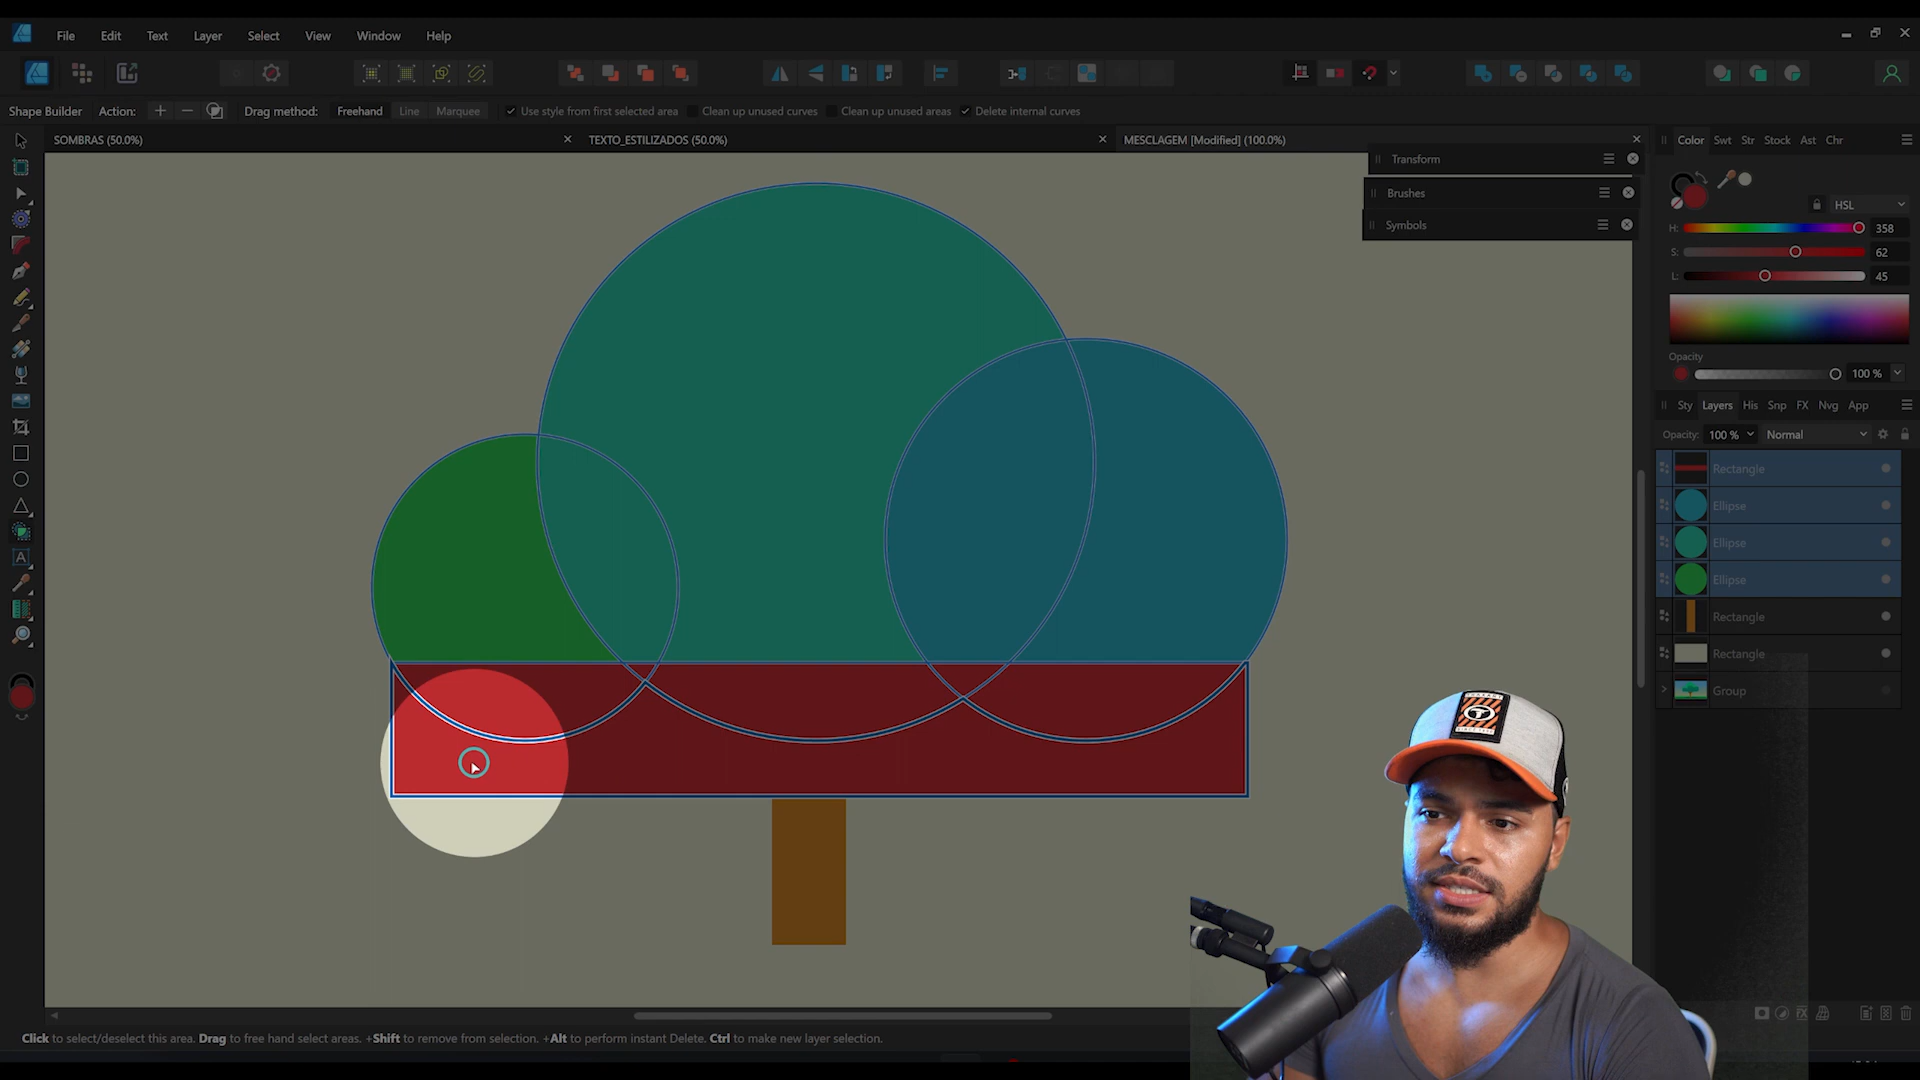 File Edit Text Layer Select View Window Help
Shape Builder Action: Drag method: Freehand Line Marquee Use style from first selected area Clean up unused curves Clean up unused areas Delete internal curves
SOMBRAS (50.0%) TEXTO_ESTILIZADOS (50.0%) MESCLAGEM [Modified] (100.0%)
Transform
Brushes
Symbols
Color Swt Str Stock Ast Chr
HSL
H: 358
S: 62
L: 45
Opacity
100 %
Sty Layers His Snp FX Nvg App
Opacity: 100 % Normal
Rectangle
Ellipse
Ellipse
Ellipse
Rectangle
Rectangle
Group
Click to select/deselect this area. Drag to free hand select areas. +Shift to remove from selection. +Alt to perform instant Delete. Ctrl to make new layer selection.